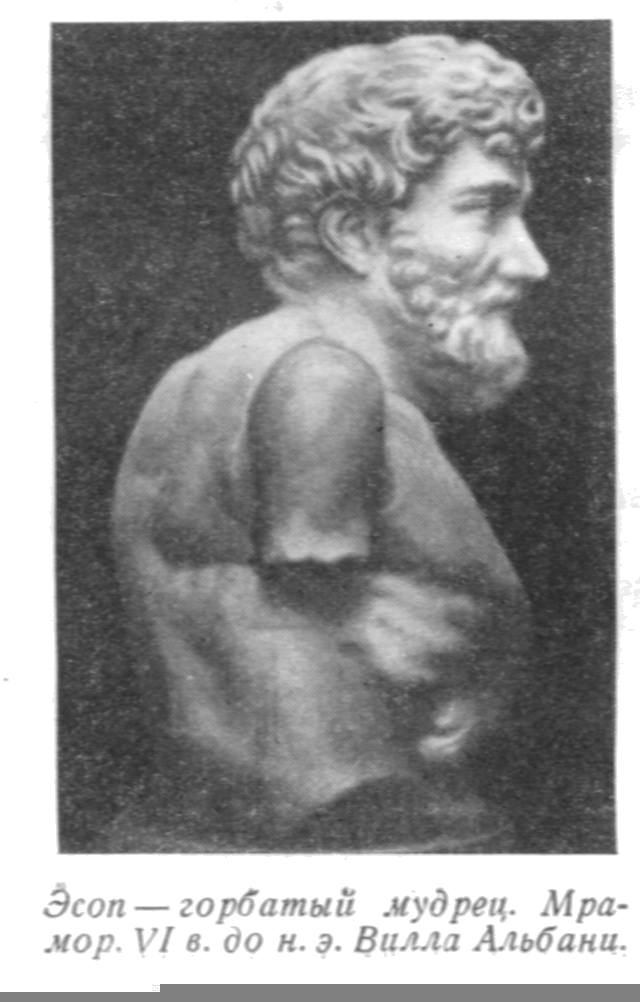 Эсоп — горбатый мудрец. Мра-
мор. VI в. до н. э. Вилла Альбани.